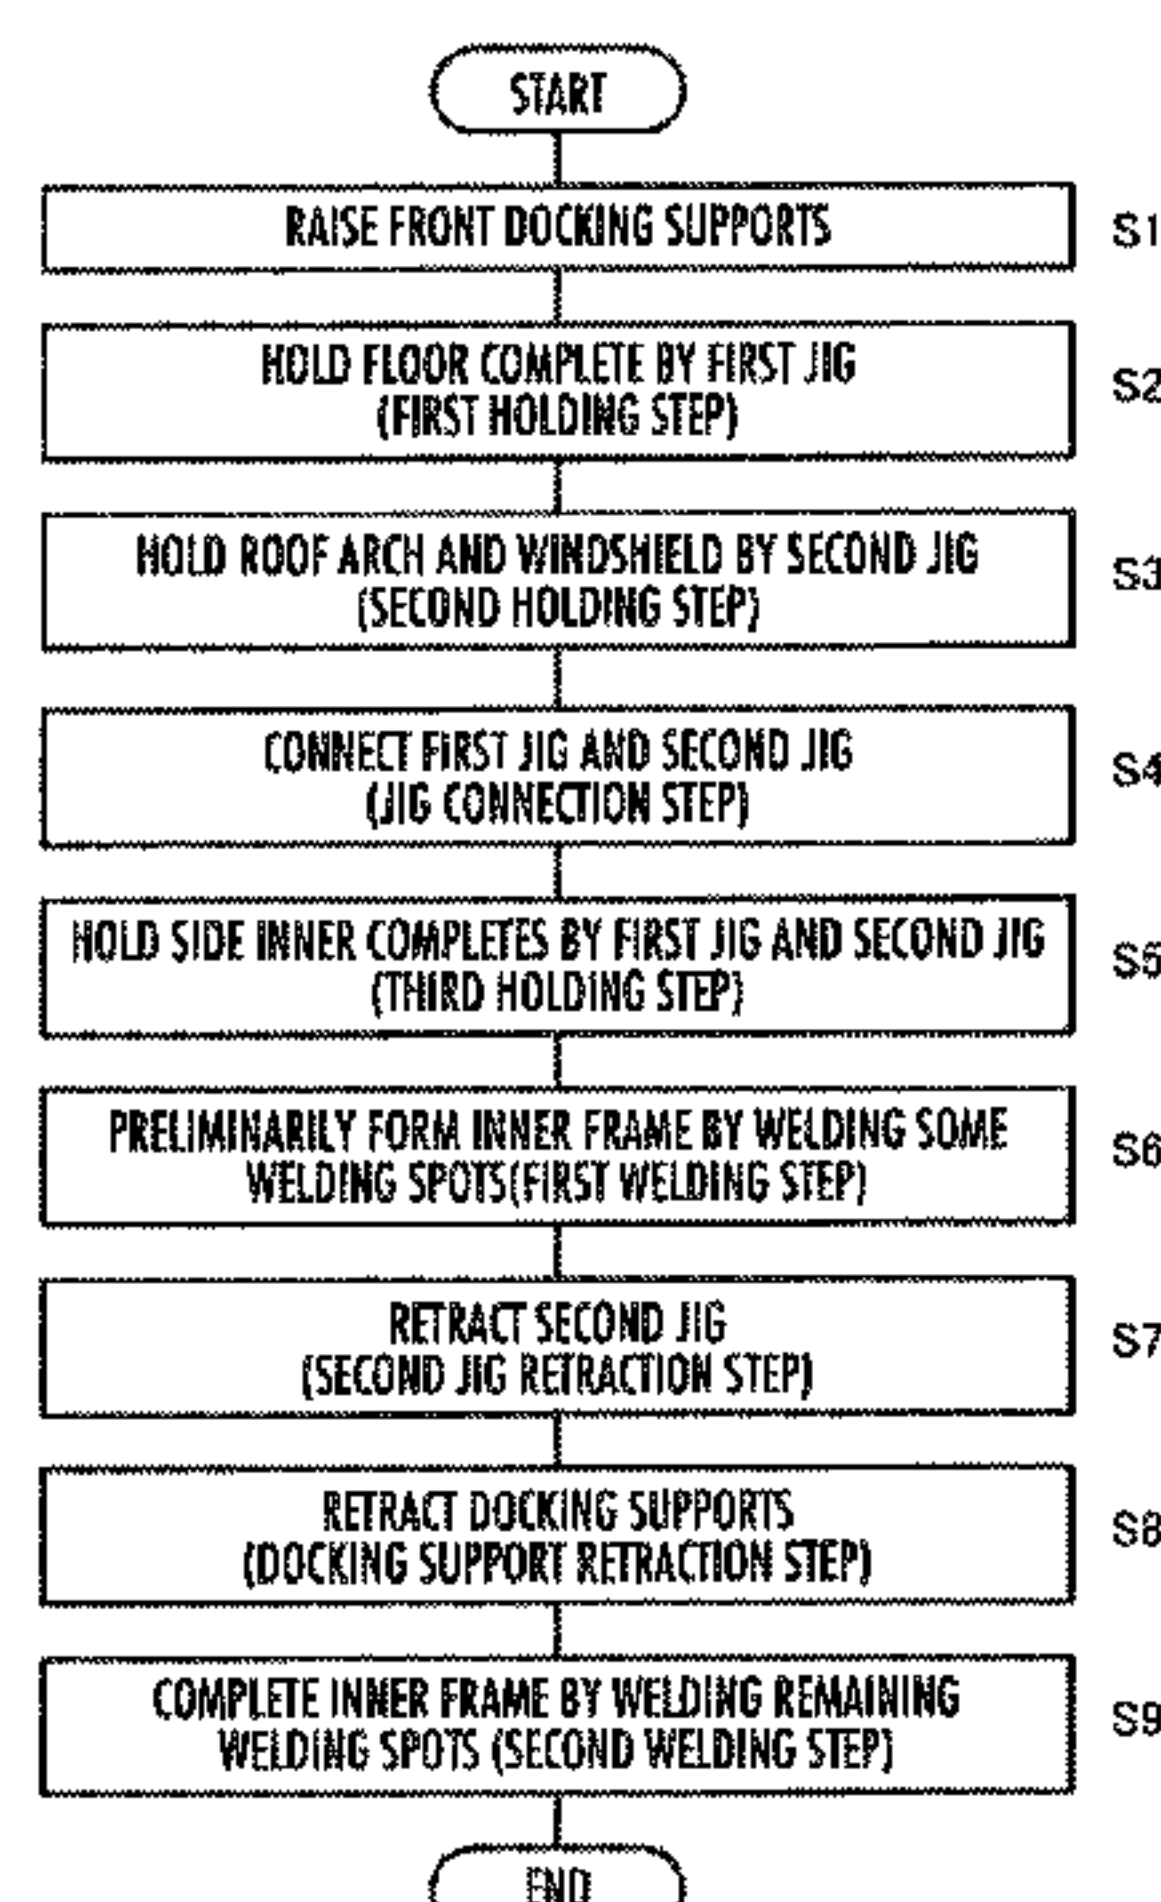 START
RAISE FRONT DOCKING SUPPORTS
S1
HOLD FLOOR COMPLETE BY FIRST JIG
(FIRST HOLDING STEP)
S2
HOLD ROOF ARCH AND WINDSHIELD BY SECOND JIG
(SECOND HOLDING STEP)
S3
CONNECT FIRST JIG AND SECOND JIG
(JIG CONNECTION STEP)
S4
HOLD SIDE INNER COMPLETES BY FIRST JIG AND SECOND JIG
(THIRD HOLDING STEP)
S5
PRELIMINARILY FORM INNER FRAME BY WELDING SOME
WELDING SPOTS(FIRST WELDING STEP)
S6
RETRACT SECOND JIG
(SECOND JIG RETRACTION STEP)
S7
RETRACT DOCKING SUPPORTS
(DOCKING SUPPORT RETRACTION STEP)
S8
COMPLETE INNER FRAME BY WELDING REMAINING
WELDING SPOTS (SECOND WELDING STEP)
S9
END